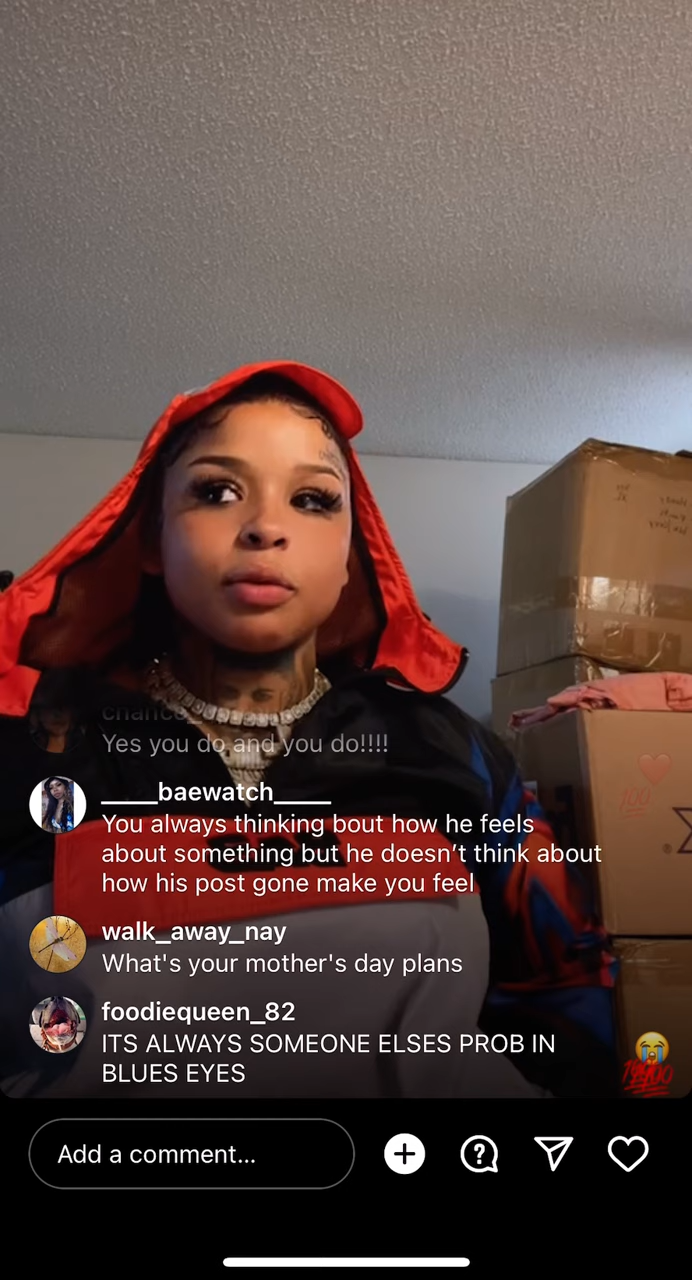 Yes you do and you do!!!!
____baewatch____
You always thinking bout how he feels
about something but he doesn't think about
how his post gone make you feel
walk_away_nay
What's your mother's day plans
foodiequeen_82
ITS ALWAYS SOMEONE ELSES PROB IN
BLUES EYES
Add a comment...